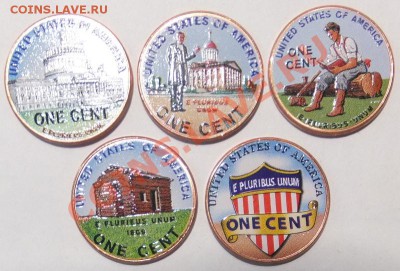 COINS.ЛАВЕ.RU
UNITED STATES OF AMERICA
ONE CENT
E PLURIBUS UNUM
UNITED STATES OF AMERICA
E PLURIBUS
UNUM
ONE CENT
UNITED STATES OF AMERICA
ONE
CENT
E PLURIBUS UNUM
UNITED STATES OF AMERICA
E PLURIBUS UNUM
1809
ONE CENT
UNITED STATES OF AMERICA
E PLURIBUS UNUM
ONE CENT